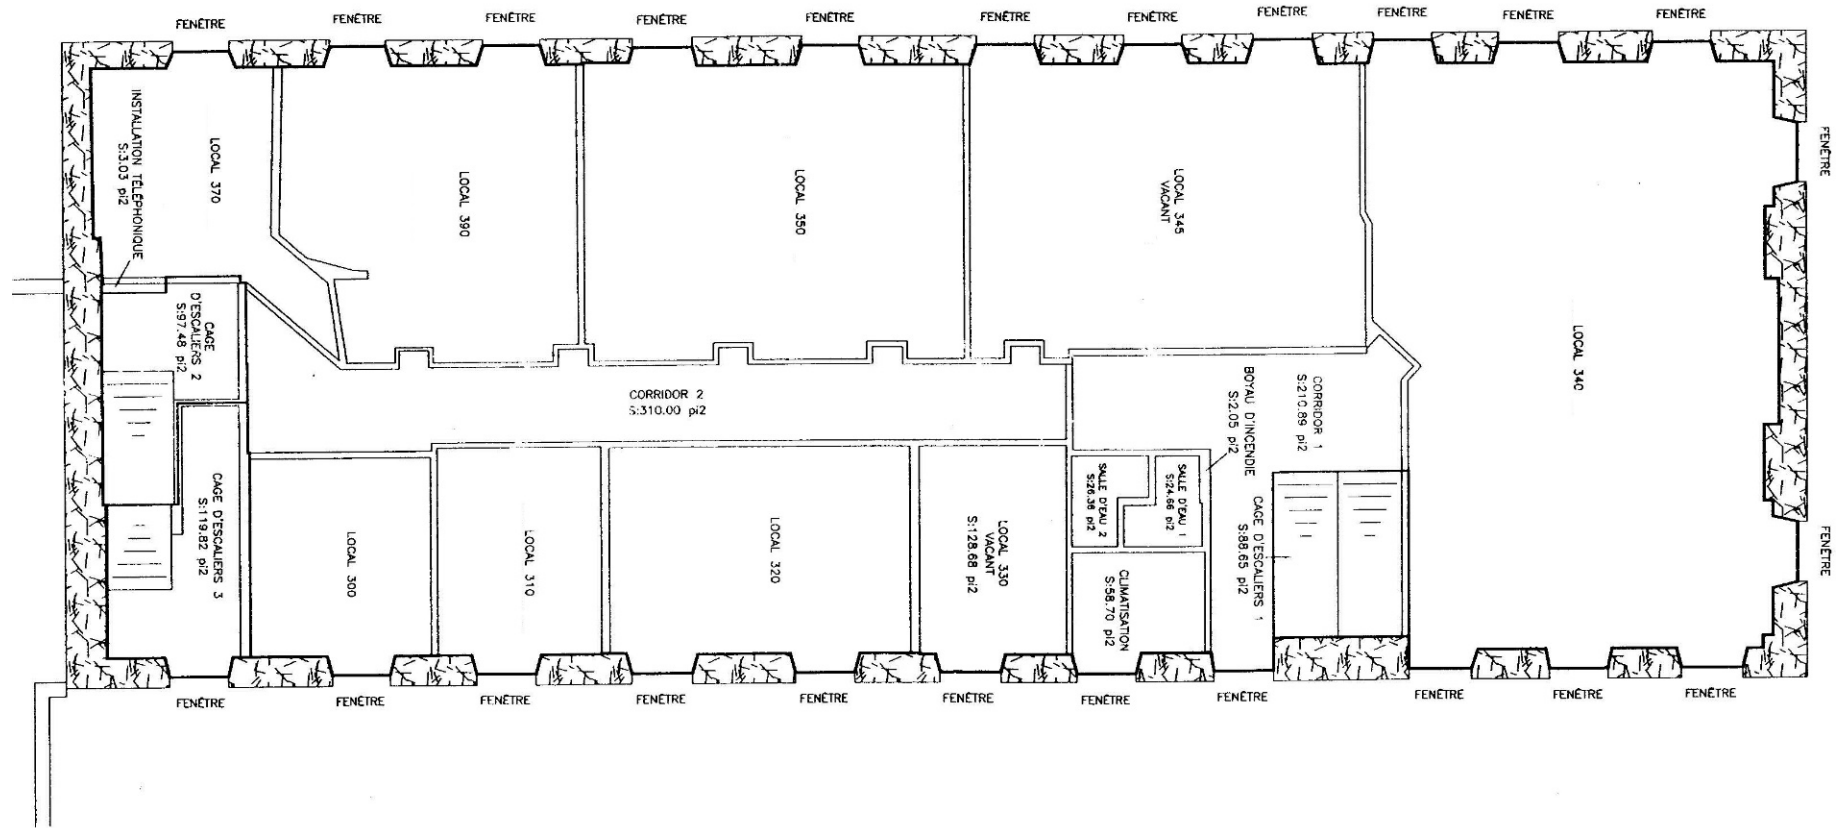 FENÊTRE
FENÊTRE
FENÊTRE
FENÊTRE
FENÊTRE
FENÊTRE
FENÊTRE
FENÊTRE
FENÊTRE
FENÊTRE
FENÊTRE
FENÊTRE
INSTALLATION TÉLÉPHONIQUE
S:3.03 pi2
LOCAL 370
LOCAL 390
LOCAL 350
LOCAL 345
VACANT
LOCAL 340
CAGE
D'ESCALIERS 2
S:97.48 pi2
CORRIDOR 2
S:310.00 pi2
CORRIDOR 1
S:210.89 pi2
BOYAU D'INCENDIE
S:2.05 pi2
CAGE D'ESCALIERS 3
S:119.82 pi2
LOCAL 300
LOCAL 310
LOCAL 320
LOCAL 330
VACANT
S:128.68 pi2
SALLE D'EAU 2
S:26.38 pi2
SALLE D'EAU 1
S:24.66 pi2
CLIMATISATION
S:58.70 pi2
CAGE D'ESCALIERS 1
S:88.65 pi2
FENÊTRE
FENÊTRE
FENÊTRE
FENÊTRE
FENÊTRE
FENÊTRE
FENÊTRE
FENÊTRE
FENÊTRE
FENÊTRE
FENÊTRE